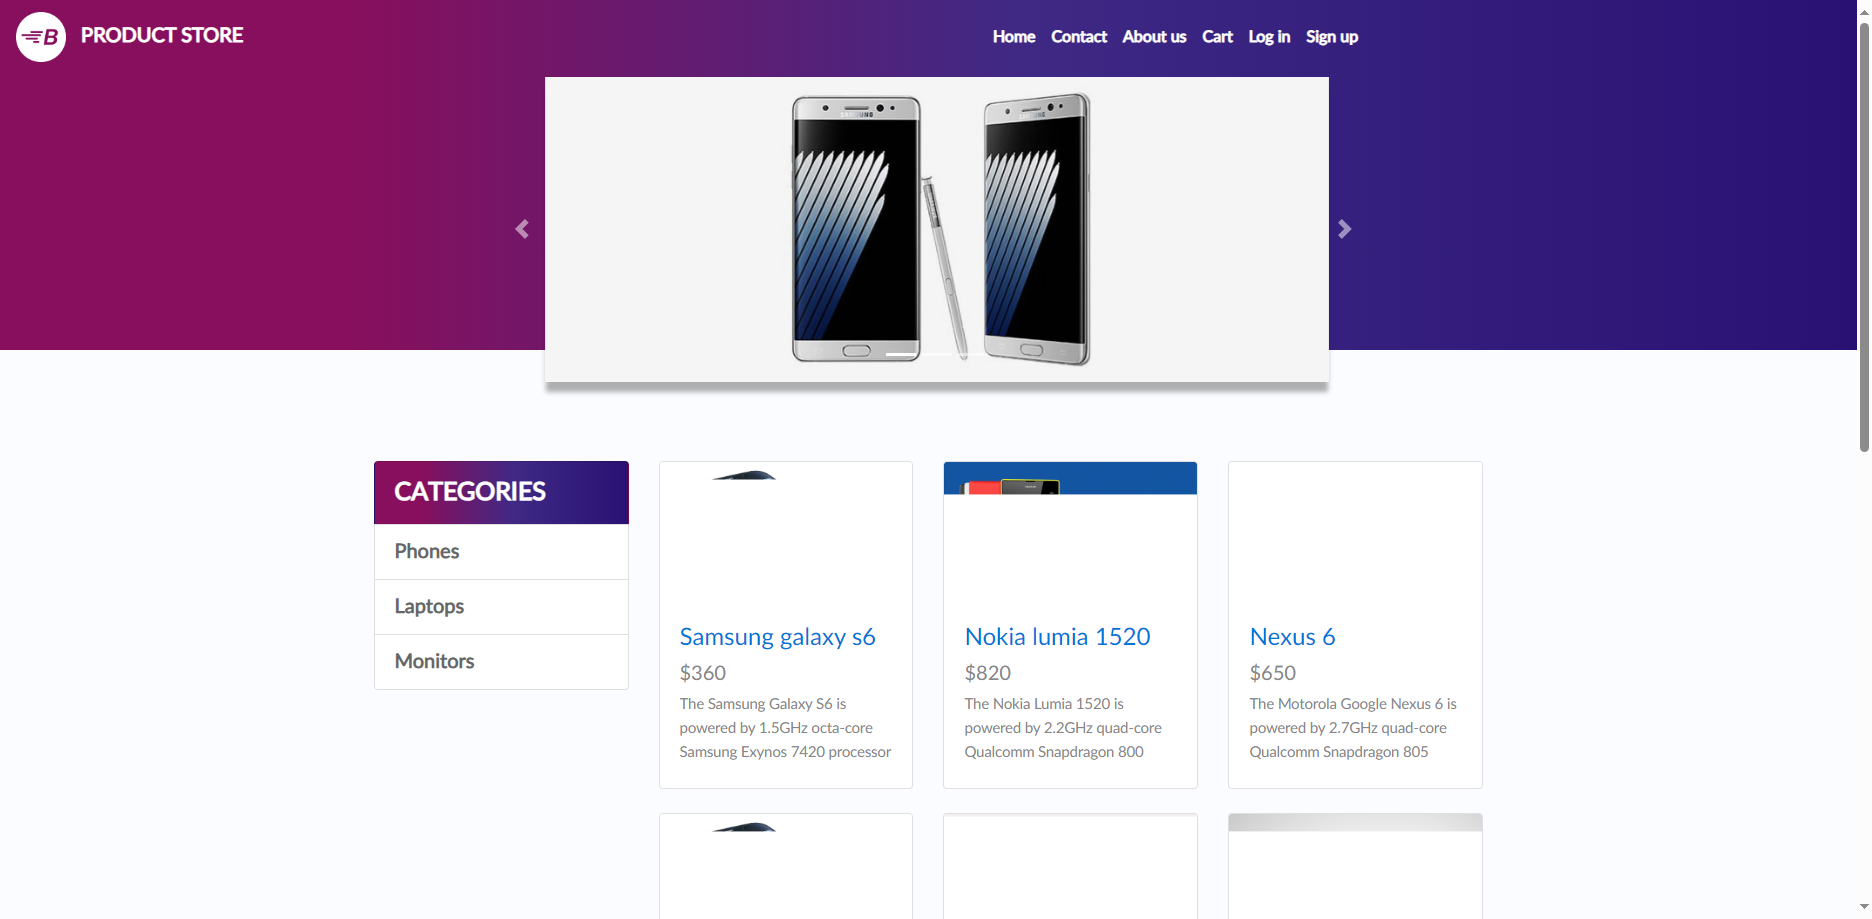 B PRODUCT STORE
Home Contact About us Cart Log in Sign up
SAMSUNG SAMSUNG
CATEGORIES
Phones
Laptops
Monitors
Samsung galaxy s6
$360
The Samsung Galaxy S6 is
powered by 1.5GHz octa-core
Samsung Exynos 7420 processor
Nokia lumia 1520
$820
The Nokia Lumia 1520 is
powered by 2.2GHz quad-core
Qualcomm Snapdragon 800
Nexus 6
$650
The Motorola Google Nexus 6 is
powered by 2.7GHz quad-core
Qualcomm Snapdragon 805